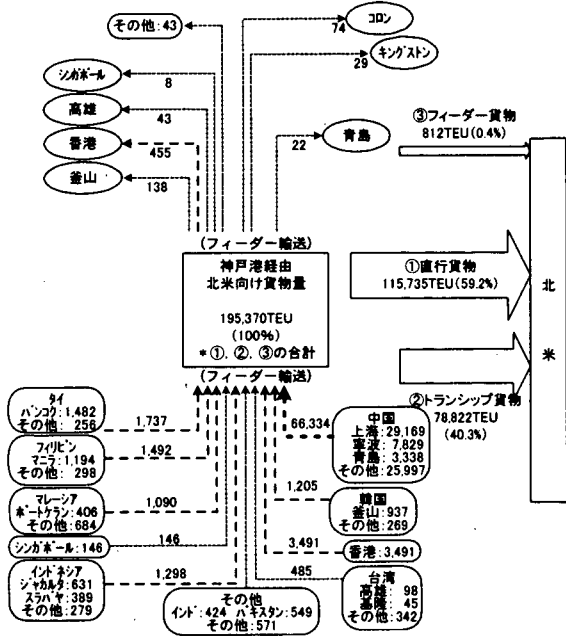 その他:43
コロン
74
キングストン
29
シンガポール
8
高雄
43
香港
455
釜山
138
青島
22
③フィーダー貨物
812TEU(0.4%)
(フィーダー輸送)
神戸港経由
北米向け貨物量
195,370TEU
(100%)
*①、②、③の合計
(フィーダー輸送)
①直行貨物
115,735TEU(59.2%)
北
米
②トランシップ貨物
78,822TEU
(40.3%)
タイ
バンコク:1,482
その他: 256
1,737
フィリピン
マニラ:1,194
その他: 298
1,492
マレーシア
ポートケラン:406
その他:684
1,090
シンガポール:146
146
インドネシア
ジャカルタ:631
スラバヤ:389
その他:279
1,298
その他
インド:424 パキスタン:549
その他:571
66,334
中国
上海:29,169
寧波: 7,829
青島: 3,338
その他:25,997
1,205
韓国
釜山:937
その他:269
3,491
香港:3,491
485
台湾
高雄: 98
基隆: 45
その他:342